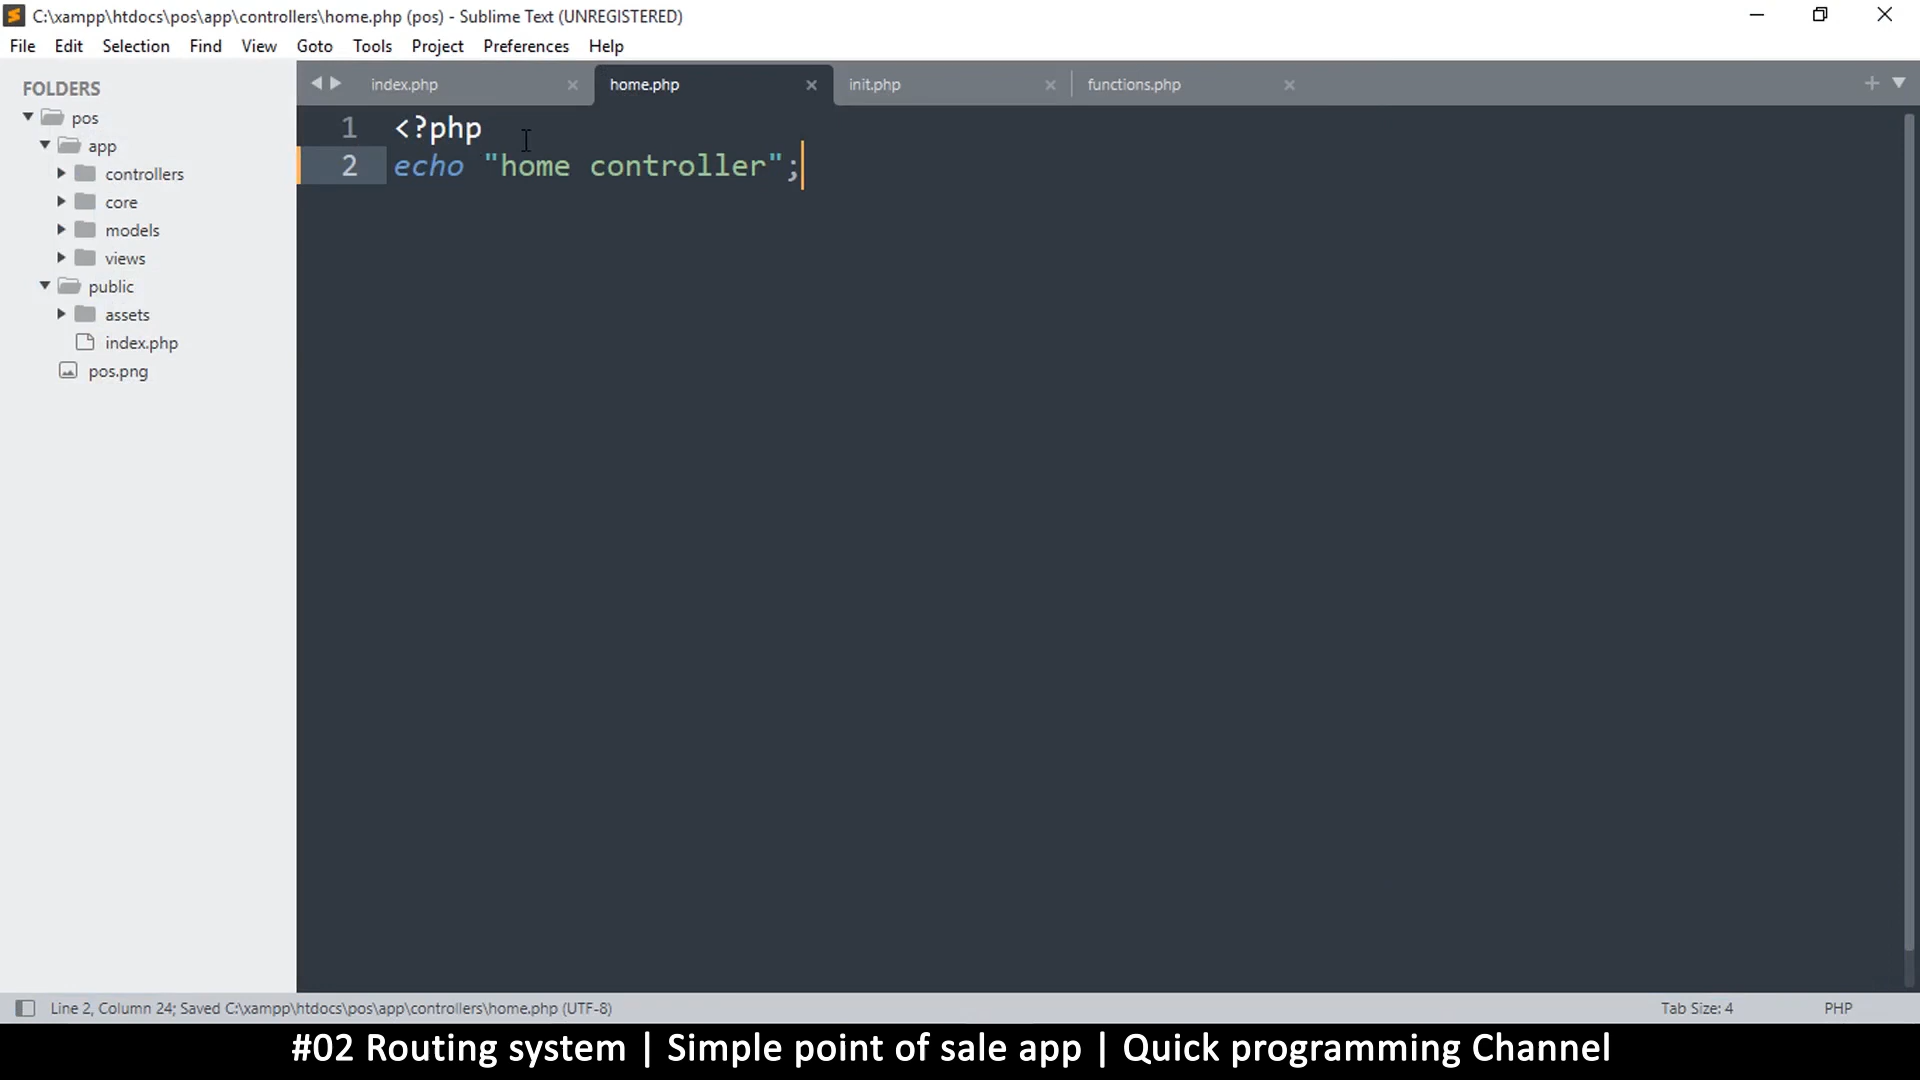 C:\xampp\htdocs\pos\app\controllers\home.php (pos) - Sublime Text (UNREGISTERED)
File Edit Selection Find View Goto Tools Project Preferences Help
FOLDERS
pos
app
controllers
core
models
views
public
assets
index.php
pos.png
index.php home.php init.php functions.php
1 <?php
2 echo "home controller";
Line 2, Column 24; Saved C:\xampp\htdocs\pos\app\controllers\home.php (UTF-8) Tab Size: 4 PHP
#02 Routing system | Simple point of sale app | Quick programming Channel